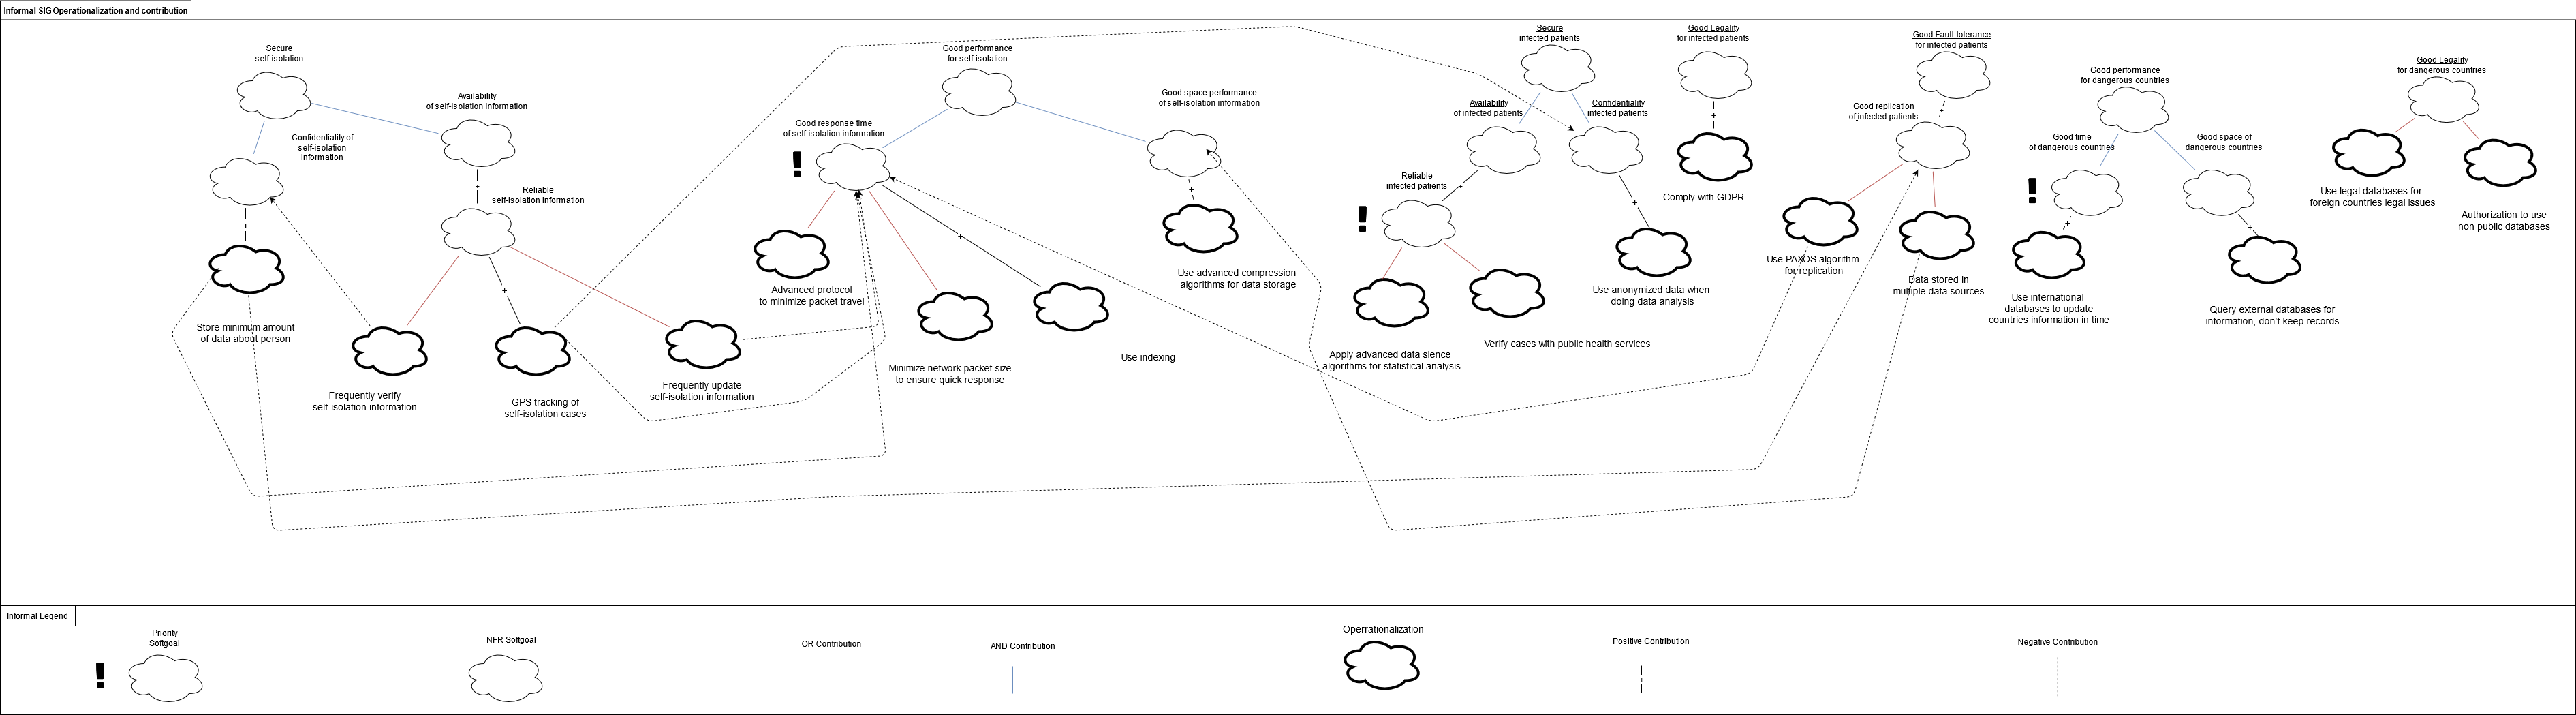 Informal SIG Operationalization and contribution
Secure
self-isolation
Confidentiality of
self-isolation
information
Availability
of self-isolation information
Reliable
self-isolation information
+
+
+
Store minimum amount
of data about person
Frequently verify
self-isolation information
GPS tracking of
self-isolation cases
Frequently update
self-isolation information
Good performance
for self-isolation
Good response time
of self-isolation information
!
Good space performance
of self-isolation information
+
+
Advanced protocol
to minimize packet travel
Minimize network packet size
to ensure quick response
Use indexing
Use advanced compression
algorithms for data storage
Secure
infected patients
Availability
of infected patients
Confidentiality
infected patients
Reliable
infected patients
!
+
+
Apply advanced data sience
algorithms for statistical analysis
Verify cases with public health services
Use anonymized data when
doing data analysis
Good Legality
for infected patients
+
Comply with GDPR
Good Fault-tolerance
for infected patients
+
Good replication
of infected patients
Use PAXOS algorithm
for replication
Data stored in
multiple data sources
Good performance
for dangerous countries
Good time
of dangerous countries
Good space of
dangerous countries
!
+
+
Use international
databases to update
countries information in time
Query external databases for
information, don't keep records
Good Legality
for dangerous countries
Use legal databases for
foreign countries legal issues
Authorization to use
non public databases
Informal Legend
!
Priority
Softgoal
NFR Softgoal
OR Contribution
AND Contribution
Operrationalization
Positive Contribution
+
Negative Contribution